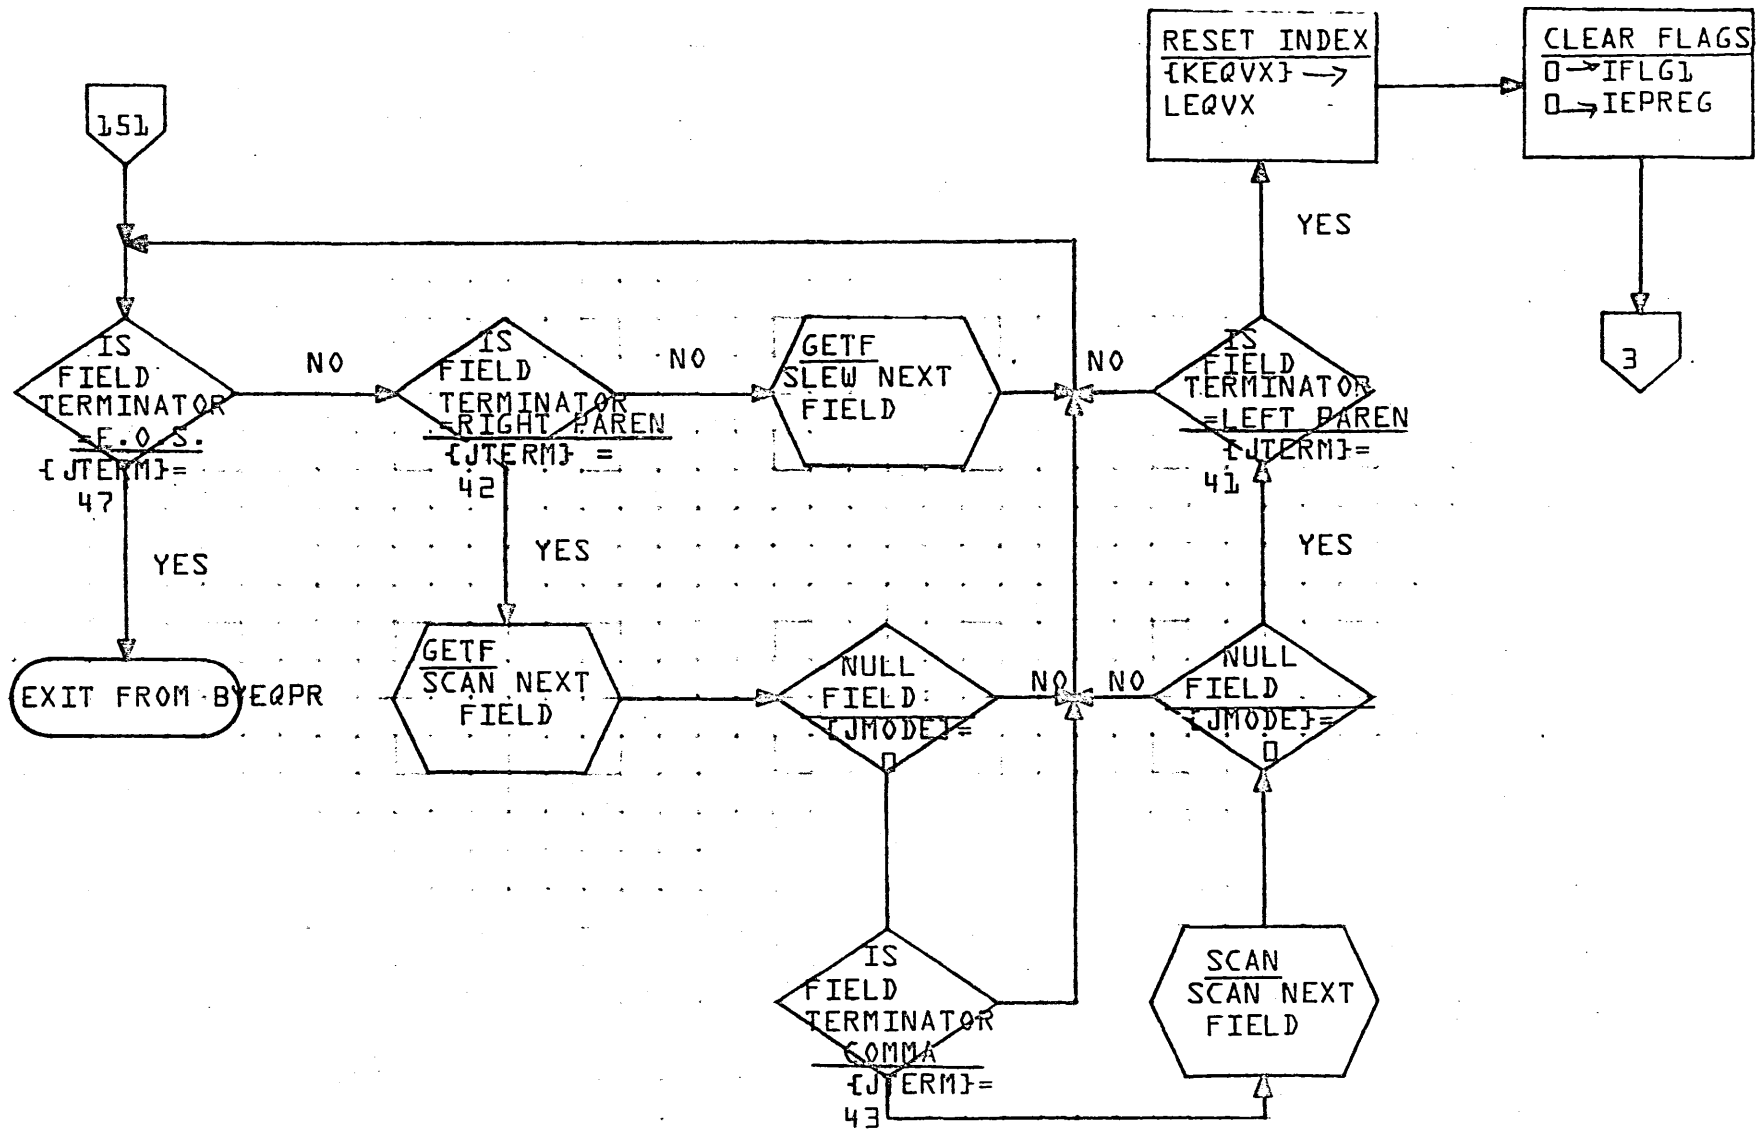 RESET INDEX
{KEQVX} →
LEQVX
CLEAR FLAGS
0→IFLG1
0→IEPREG
151
YES
3
IS
FIELD
TERMINATOR
=E.O.S.
{JTERM}=
47
NO
IS
FIELD
TERMINATOR
=RIGHT PAREN
{JTERM} =
42
NO
GETF
SLEW NEXT
FIELD
NO
IS
FIELD
TERMINATOR
=LEFT PAREN
{JTERM}=
41
YES
YES
YES
EXIT FROM BYEQPR
GETF
SCAN NEXT
FIELD
NULL
FIELD
{JMODE}=
0
NO
NO
NULL
FIELD
{JMODE}=
0
IS
FIELD
TERMINATOR
COMMA
{JTERM}=
43
SCAN
SCAN NEXT
FIELD